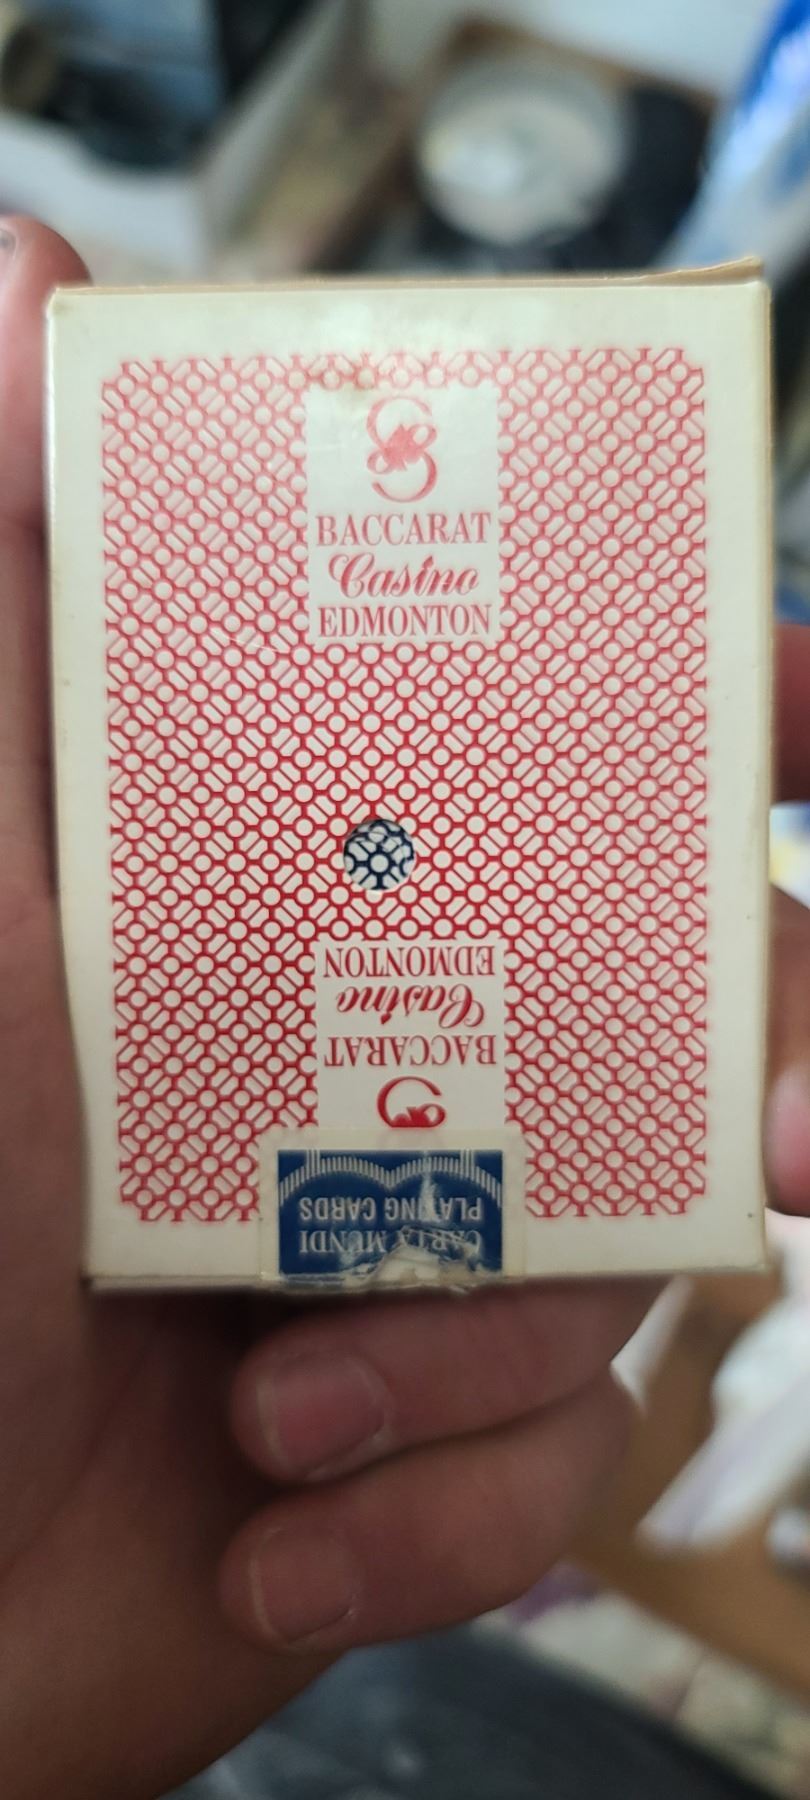 BACCARAT
Casino
EDMONTON
EDMONTON
Casino
BACCARAT
PLAYING CARDS
CARTA MUNDI